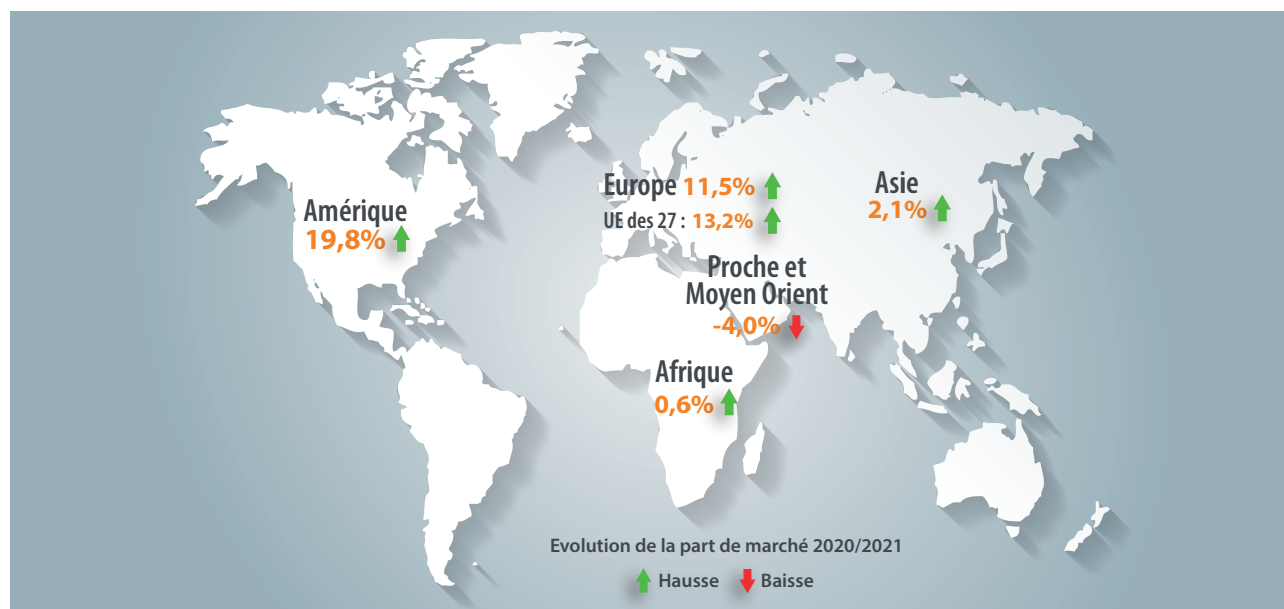 Amérique
19,8%
Europe 11,5%
UE des 27 : 13,2%
Asie
2,1%
Proche et
Moyen Orient
-4,0%
Afrique
0,6%
Evolution de la part de marché 2020/2021
Hausse Baisse